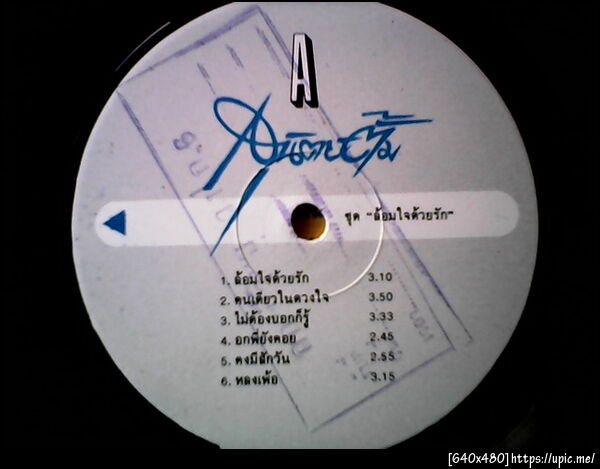 A
ชุด "ล้อมใจด้วยรัก"
1. ล้อมใจด้วยรัก 3.10
2. คนเดียวในดวงใจ 3.50
3. ไม่ต้องบอกก็รู้ 3.33
4. อกพี่ยังคอย 2.45
5. คงมีสักวัน 2.55
6. หลงเพ้อ 3.15
[640x480]https://upic.me/